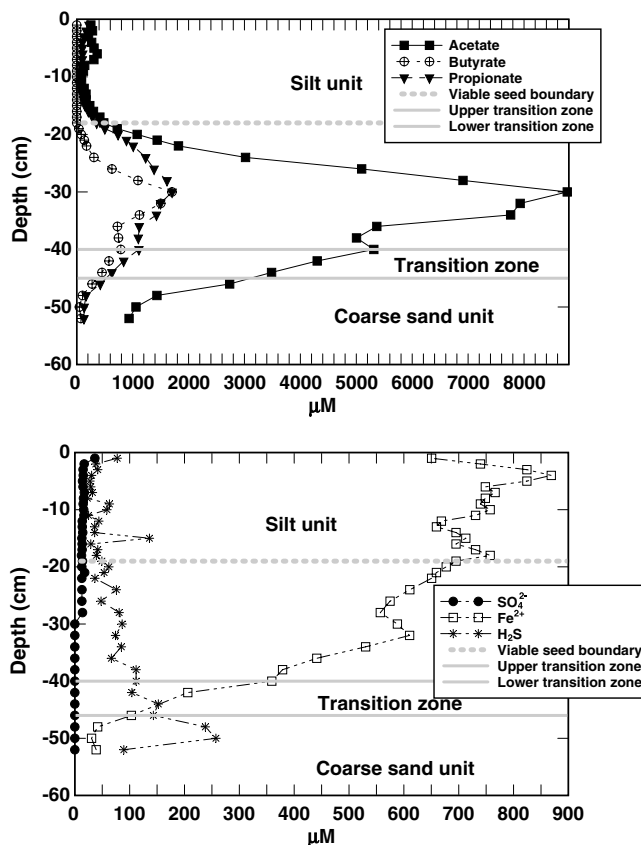 0
-10
-20
-30
-40
-50
-60
Depth (cm)
Silt unit
Acetate
Butyrate
Propionate
Viable seed boundary
Upper transition zone
Lower transition zone
Transition zone
Coarse sand unit
0 1000 2000 3000 4000 5000 6000 7000 8000
μM
0
-10
-20
-30
-40
-50
-60
Depth (cm)
Silt unit
SO₄²⁻
Fe²⁺
H₂S
Viable seed boundary
Upper transition zone
Lower transition zone
Transition zone
Coarse sand unit
0 100 200 300 400 500 600 700 800 900
μM